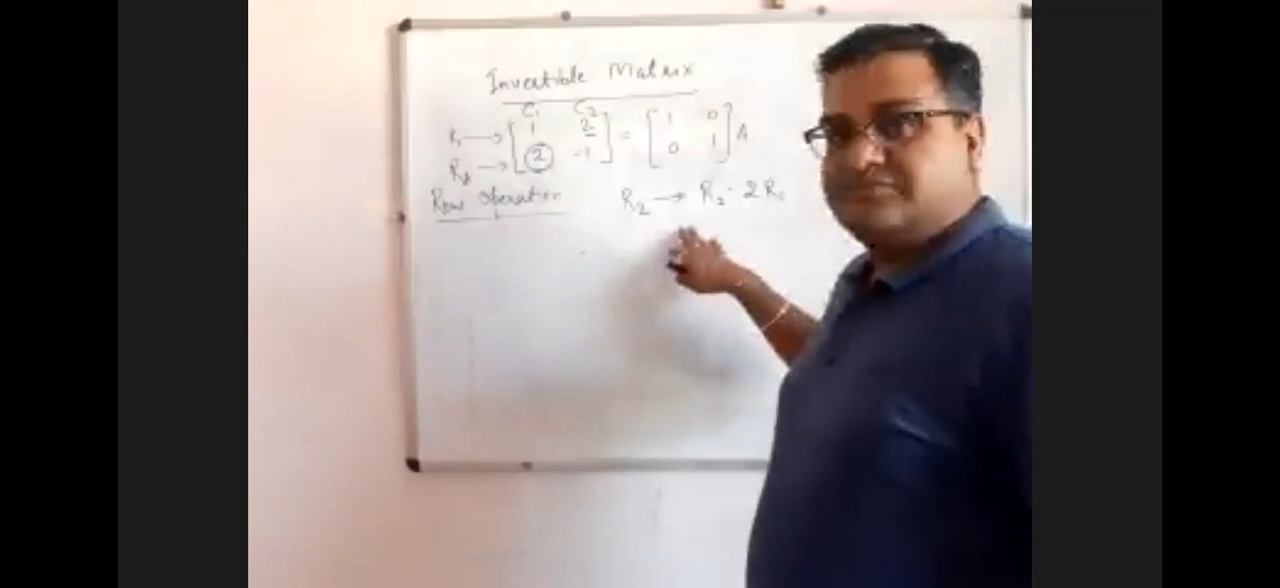 Invertible Matrix
C1 C2
R1 → [ 1 2 ] = [ 1 0 ] A
R2 → [ 2 -1 ] [ 0 1 ]
Row operation R2 → R2 - 2R1